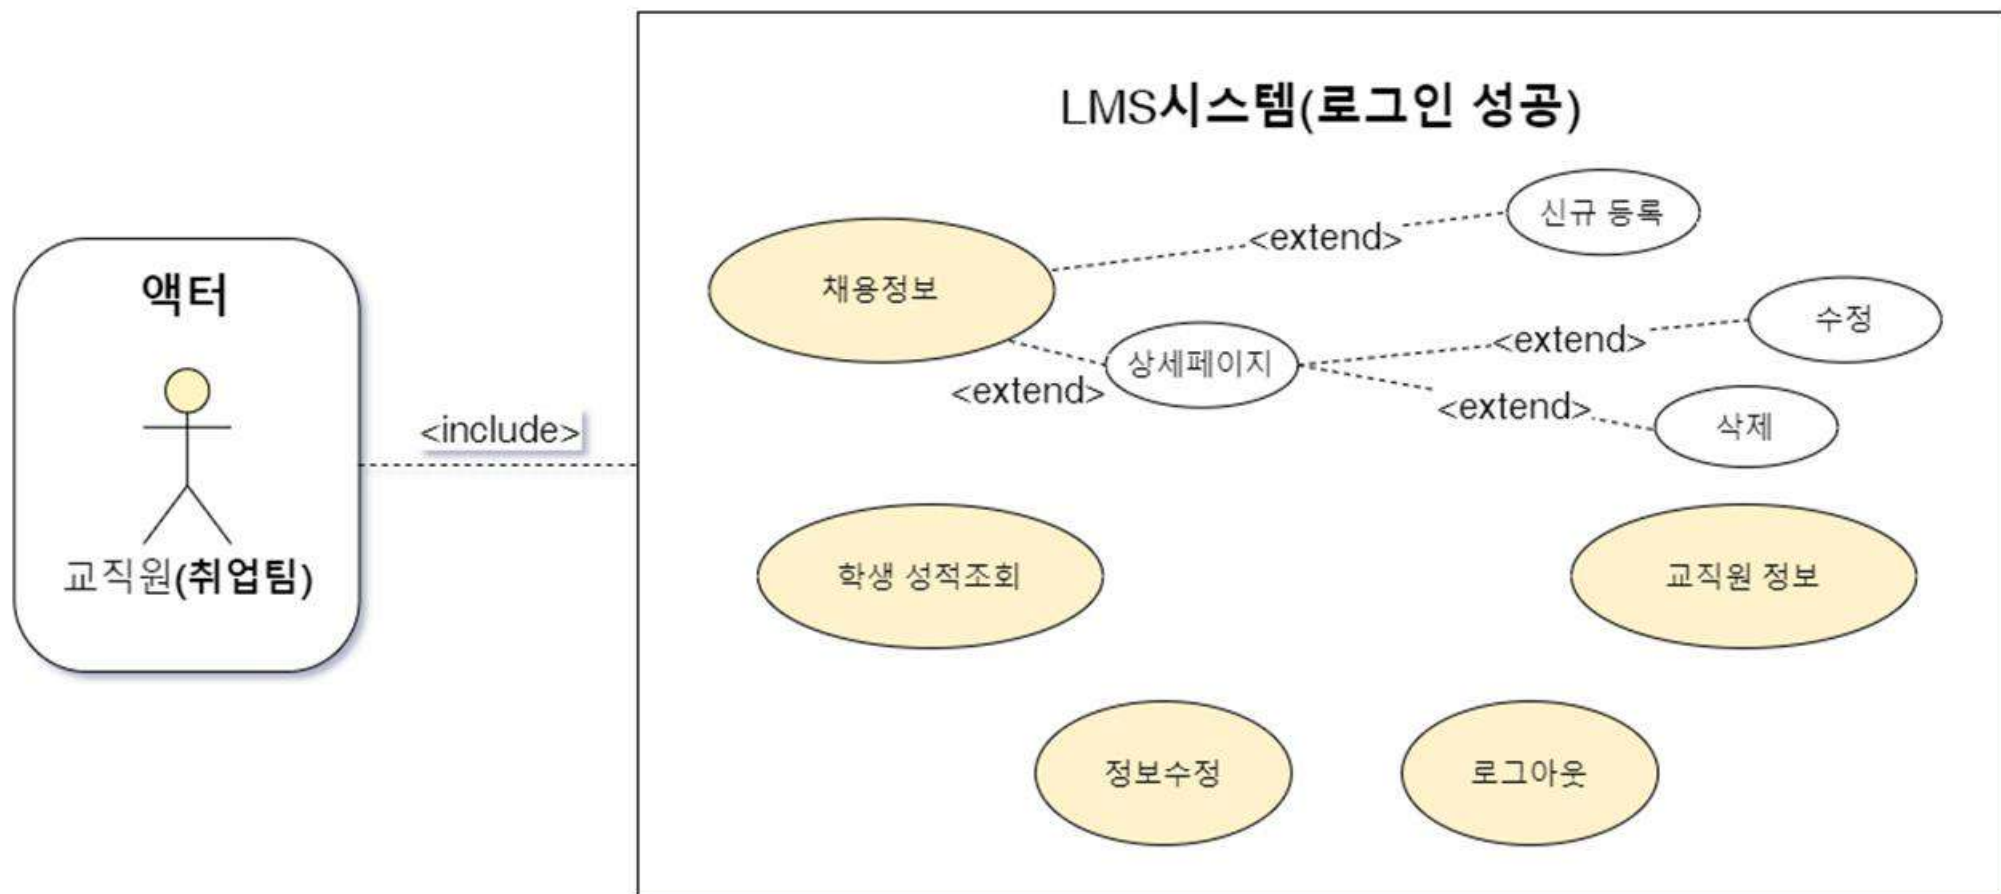 LMS시스템(로그인 성공)
액터
교직원(취업팀)
<include>
채용정보
<extend>
신규 등록
<extend>
상세페이지
<extend>
수정
<extend>
삭제
학생 성적조회
교직원 정보
정보수정
로그아웃